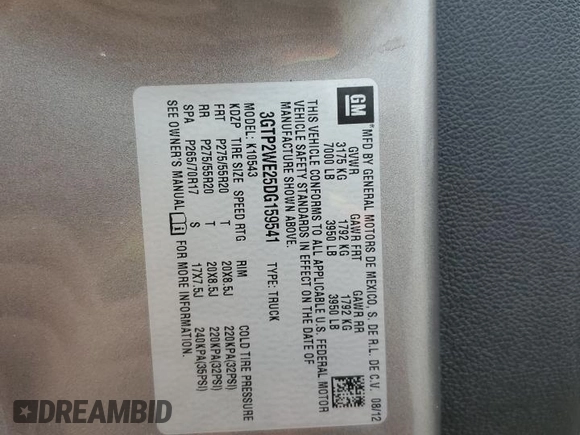 GM
*MFD BY GENERAL MOTORS DE MEXICO, S. DE R.L. DE C.V. 08/12
GVWR GAWR FRT GAWR RR
3175 KG 1792 KG 1792 KG
7000 LB 3950 LB 3950 LB
THIS VEHICLE CONFORMS TO ALL APPLICABLE U.S. FEDERAL MOTOR
VEHICLE SAFETY STANDARDS IN EFFECT ON THE DATE OF
MANUFACTURE SHOWN ABOVE.
3GTP2WE25DG159541 TYPE: TRUCK
MODEL: K10543
KDZP TIRE SIZE SPEED RTG RIM COLD TIRE PRESSURE
FRT P275/55R20 T 20X8.5J 220KPA(32PSI)
RR P275/55R20 T 20X8.5J 220KPA(32PSI)
SPA P265/70R17 S 17X7.5J 240KPA(35PSI)
SEE OWNER'S MANUAL
DREAMBID